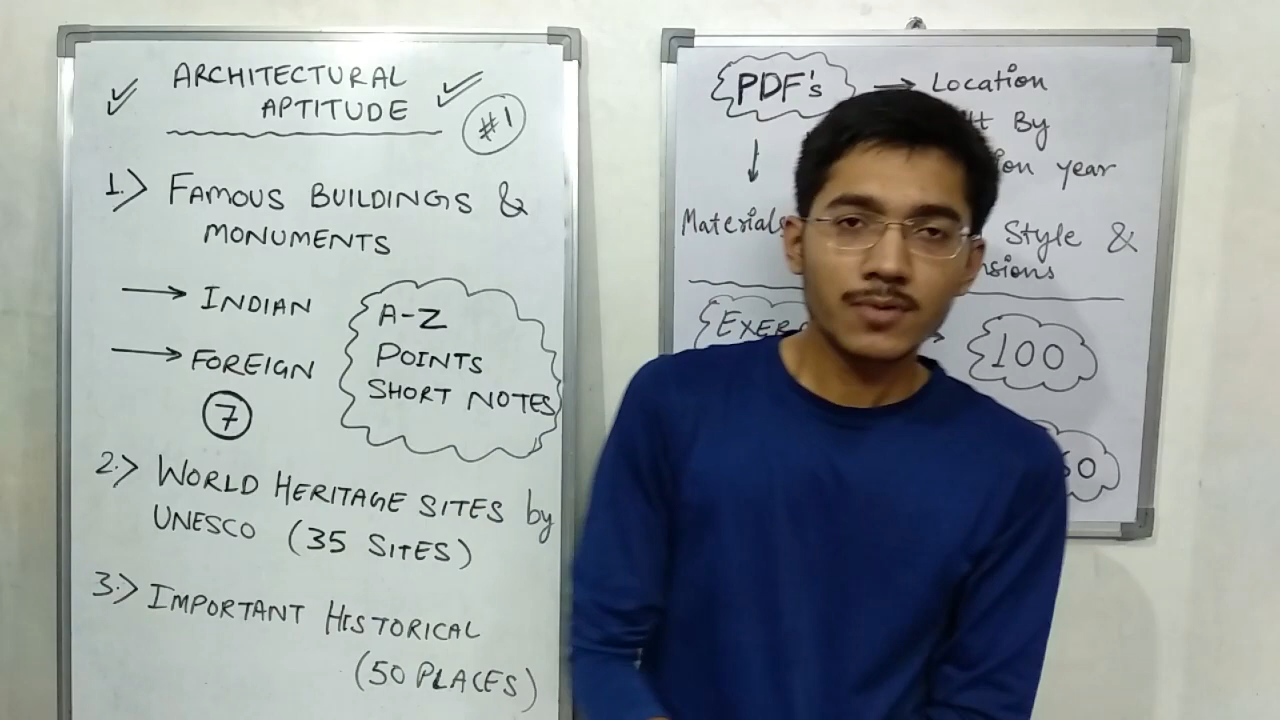 ARCHITECTURAL
APTITUDE
#1
1.> FAMOUS BUILDINGS &
MONUMENTS
→ INDIAN
→ FOREIGN
7
A-Z
POINTS
SHORT NOTES
2.> WORLD HERITAGE SITES by
UNESCO (35 SITES)
3.> IMPORTANT HISTORICAL
(50 PLACES)
PDF's → Location
By
year
Materials
Style &
100